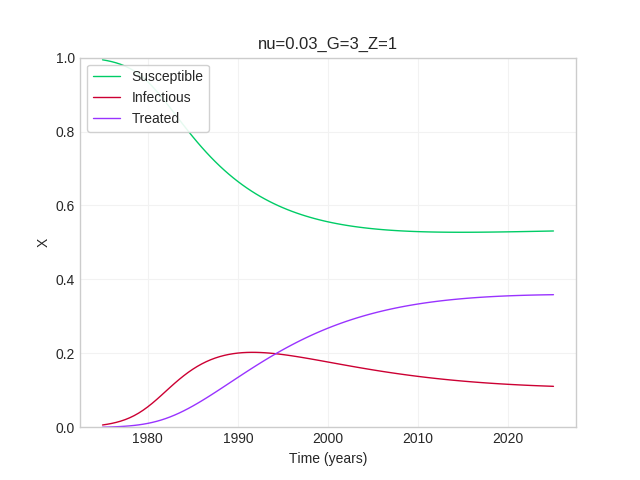 nu=0.03_G=3_Z=1
Susceptible
Infectious
Treated
X
1.0
0.8
0.6
0.4
0.2
0.0
1980 1990 2000 2010 2020
Time (years)